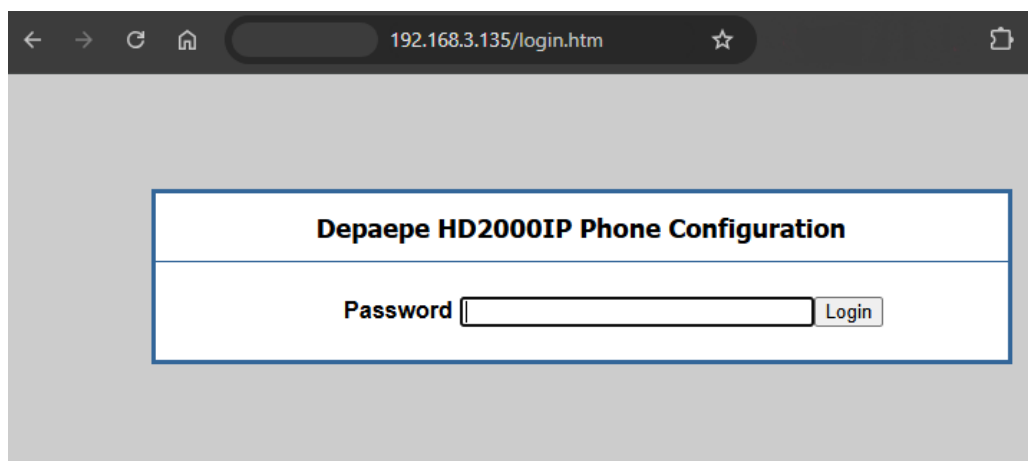 192.168.3.135/login.htm
Depaepe HD2000IP Phone Configuration
Password Login